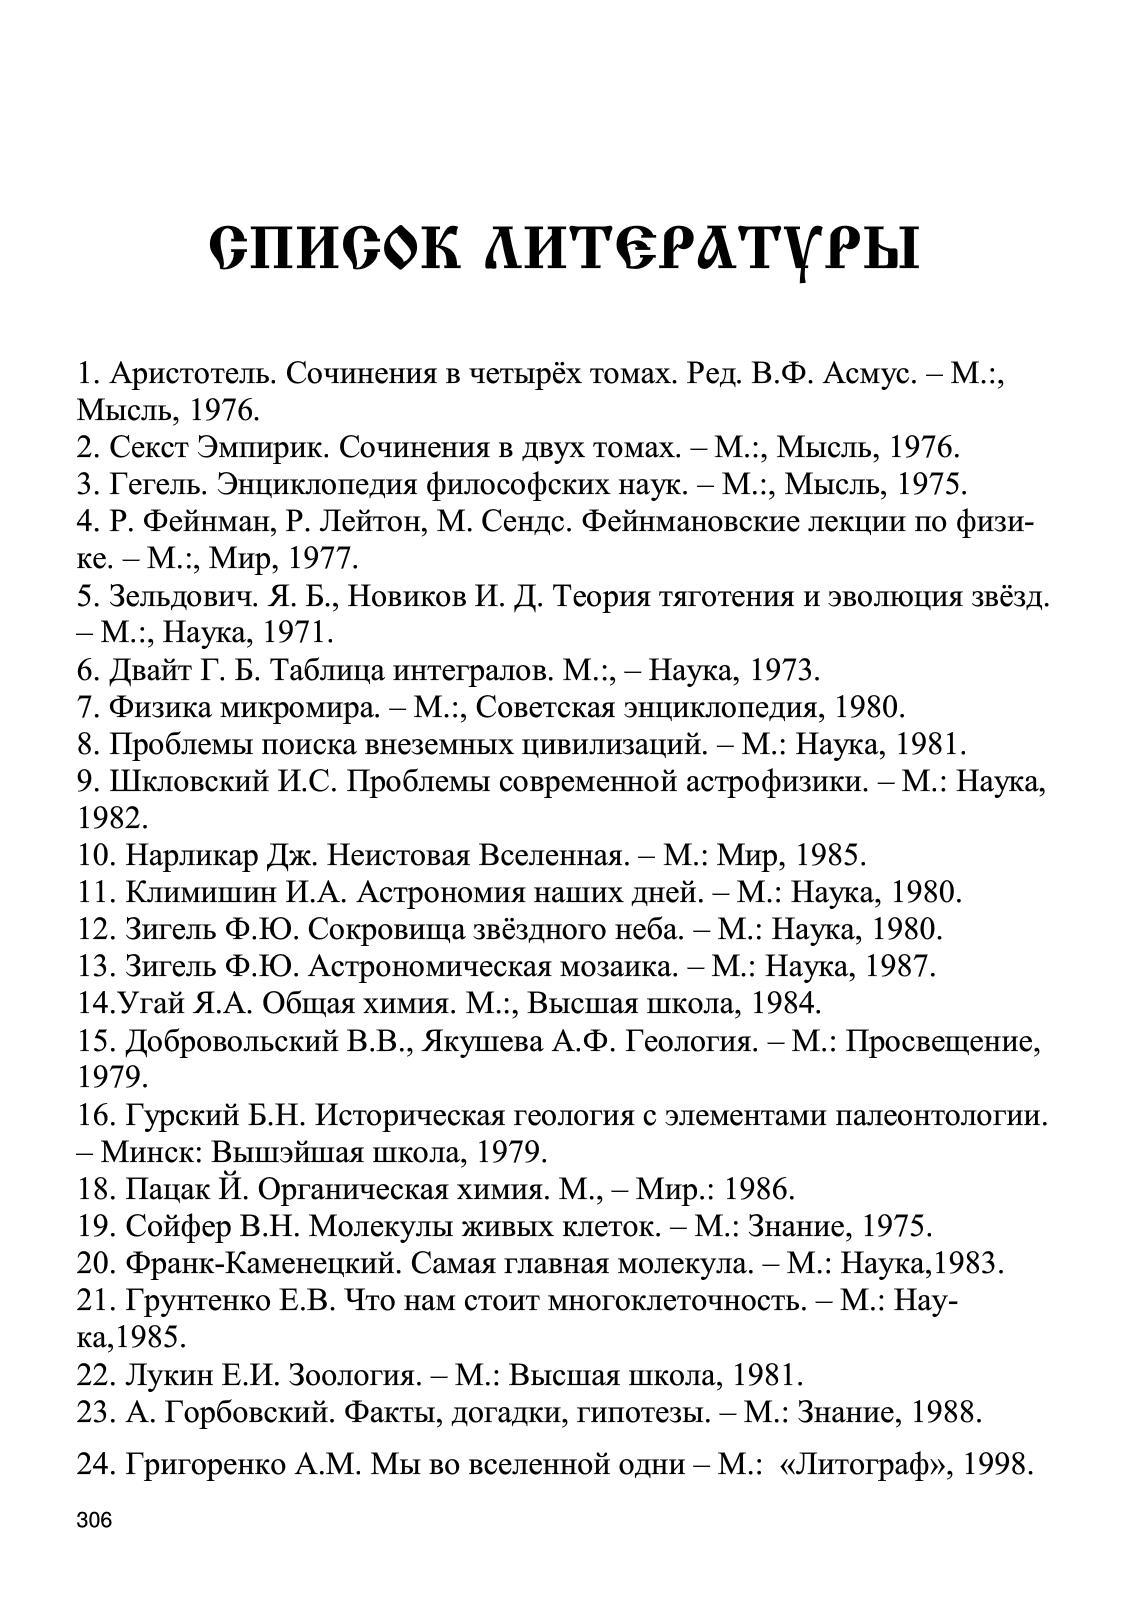 СПИСОК ЛИТЕРАТУРЫ
1. Аристотель. Сочинения в четырёх томах. Ред. В.Ф. Асмус. – М.:,
Мысль, 1976.
2. Секст Эмпирик. Сочинения в двух томах. – М.:, Мысль, 1976.
3. Гегель. Энциклопедия философских наук. – М.:, Мысль, 1975.
4. Р. Фейнман, Р. Лейтон, М. Сендс. Фейнмановские лекции по физи-
ке. – М.:, Мир, 1977.
5. Зельдович. Я. Б., Новиков И. Д. Теория тяготения и эволюция звёзд.
– М.:, Наука, 1971.
6. Двайт Г. Б. Таблица интегралов. М.:, – Наука, 1973.
7. Физика микромира. – М.:, Советская энциклопедия, 1980.
8. Проблемы поиска внеземных цивилизаций. – М.: Наука, 1981.
9. Шкловский И.С. Проблемы современной астрофизики. – М.: Наука,
1982.
10. Нарликар Дж. Неистовая Вселенная. – М.: Мир, 1985.
11. Климишин И.А. Астрономия наших дней. – М.: Наука, 1980.
12. Зигель Ф.Ю. Сокровища звёздного неба. – М.: Наука, 1980.
13. Зигель Ф.Ю. Астрономическая мозаика. – М.: Наука, 1987.
14.Угай Я.А. Общая химия. М.:, Высшая школа, 1984.
15. Добровольский В.В., Якушева А.Ф. Геология. – М.: Просвещение,
1979.
16. Гурский Б.Н. Историческая геология с элементами палеонтологии.
– Минск: Вышэйшая школа, 1979.
18. Пацак Й. Органическая химия. М., – Мир.: 1986.
19. Сойфер В.Н. Молекулы живых клеток. – М.: Знание, 1975.
20. Франк-Каменецкий. Самая главная молекула. – М.: Наука,1983.
21. Грунтенко Е.В. Что нам стоит многоклеточность. – М.: Нау-
ка,1985.
22. Лукин Е.И. Зоология. – М.: Высшая школа, 1981.
23. А. Горбовский. Факты, догадки, гипотезы. – М.: Знание, 1988.
24. Григоренко А.М. Мы во вселенной одни – М.:  «Литограф», 1998.
306